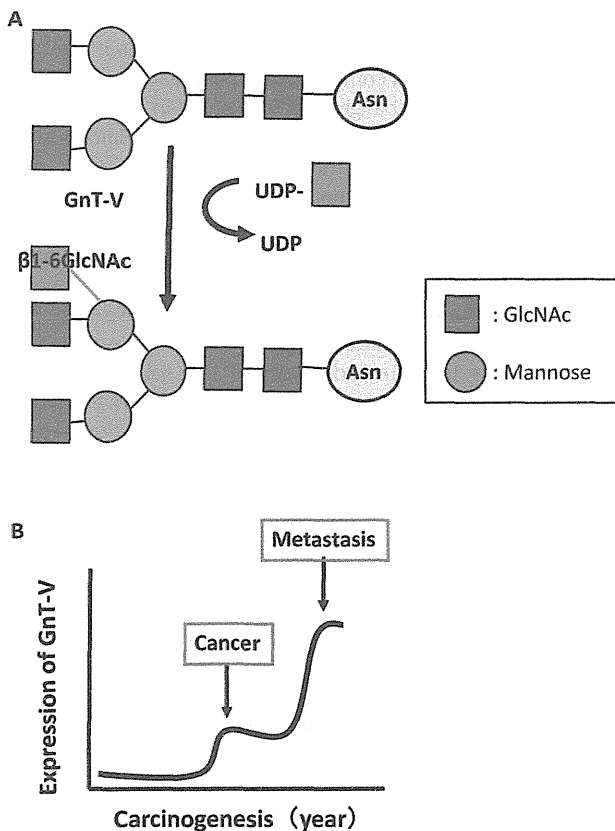 A
Asn
GnT-V
UDP-
UDP
β1-6GlcNAc
Asn
: GlcNAc
: Mannose
B
Metastasis
Cancer
Expression of GnT-V
Carcinogenesis (year)